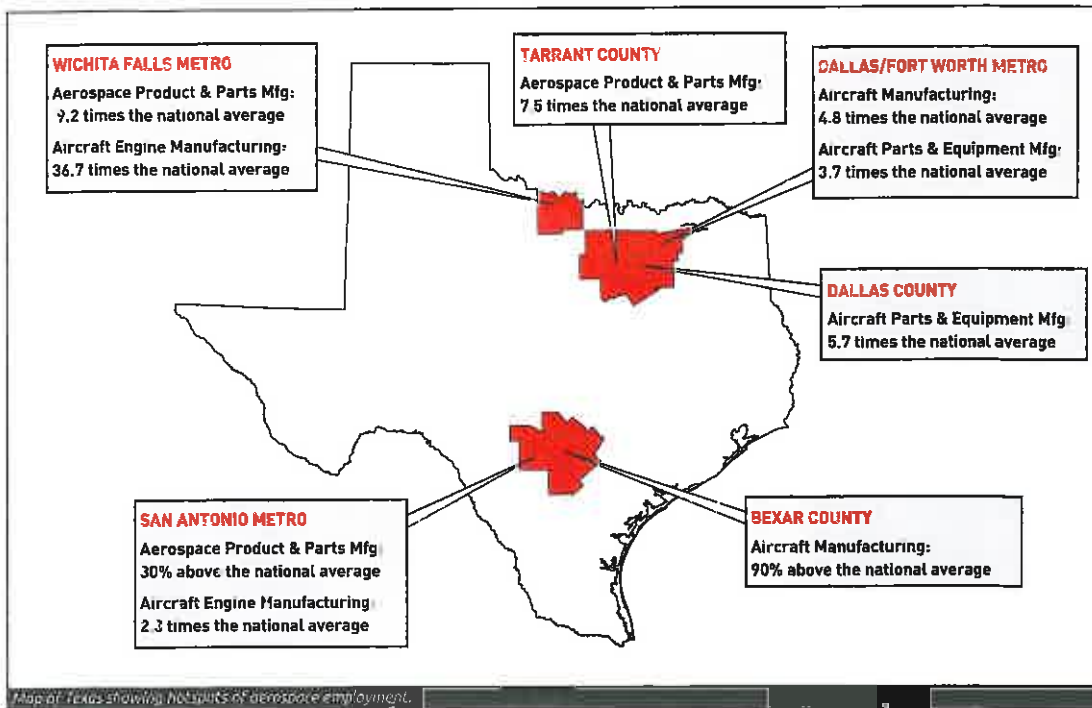 WICHITA FALLS METRO
Aerospace Product & Parts Mfg:
9.2 times the national average
Aircraft Engine Manufacturing:
36.7 times the national average
TARRANT COUNTY
Aerospace Product & Parts Mfg:
7.5 times the national average
DALLAS/FORT WORTH METRO
Aircraft Manufacturing:
4.8 times the national average
Aircraft Parts & Equipment Mfg:
3.7 times the national average
DALLAS COUNTY
Aircraft Parts & Equipment Mfg:
5.7 times the national average
SAN ANTONIO METRO
Aerospace Product & Parts Mfg:
30% above the national average
Aircraft Engine Manufacturing:
2.3 times the national average
BEXAR COUNTY
Aircraft Manufacturing:
90% above the national average
Map of Texas showing hotspots of aerospace employment.